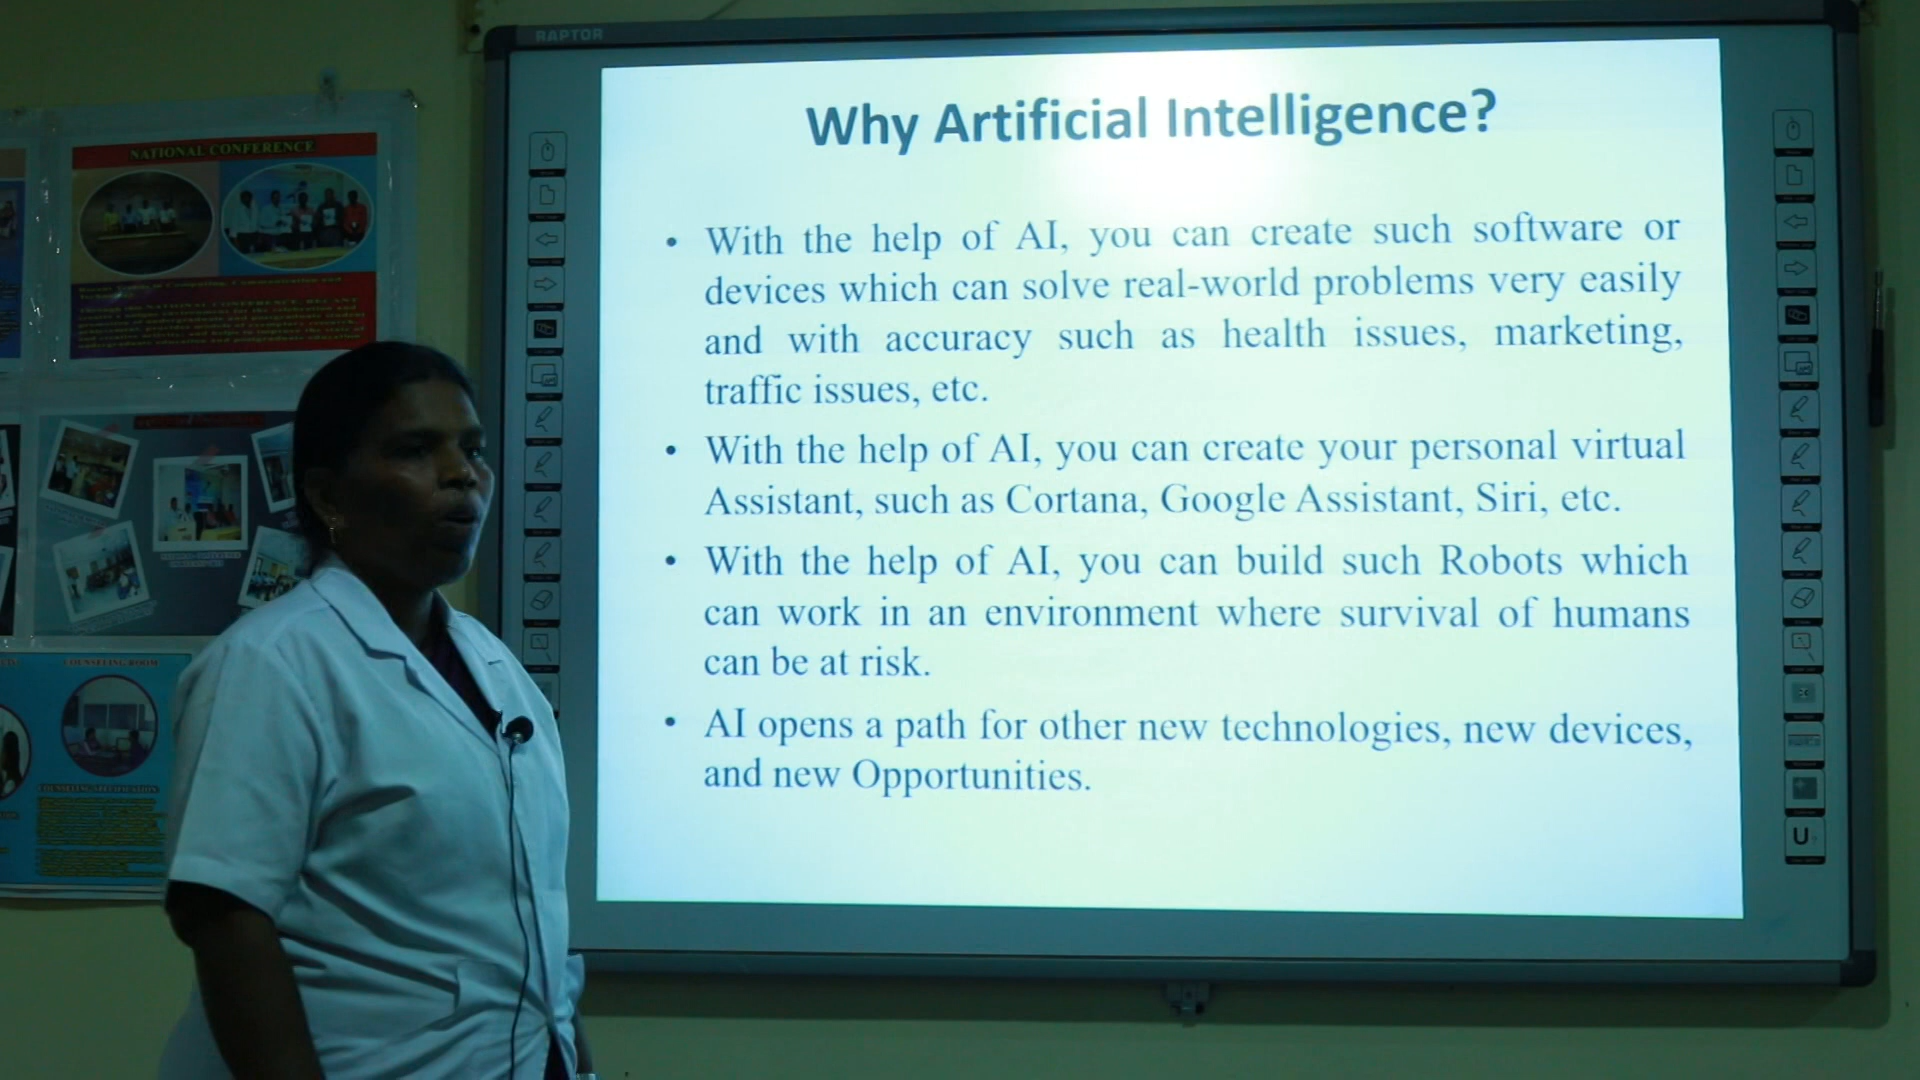 RAPTOR
Why Artificial Intelligence?
• With the help of AI, you can create such software or
devices which can solve real-world problems very easily
and with accuracy such as health issues, marketing,
traffic issues, etc.
• With the help of AI, you can create your personal virtual
Assistant, such as Cortana, Google Assistant, Siri, etc.
• With the help of AI, you can build such Robots which
can work in an environment where survival of humans
can be at risk.
• AI opens a path for other new technologies, new devices,
and new Opportunities.
U
NATIONAL CONFERENCE
COUNSELING ROOM
COUNSELING SPECIFICATION